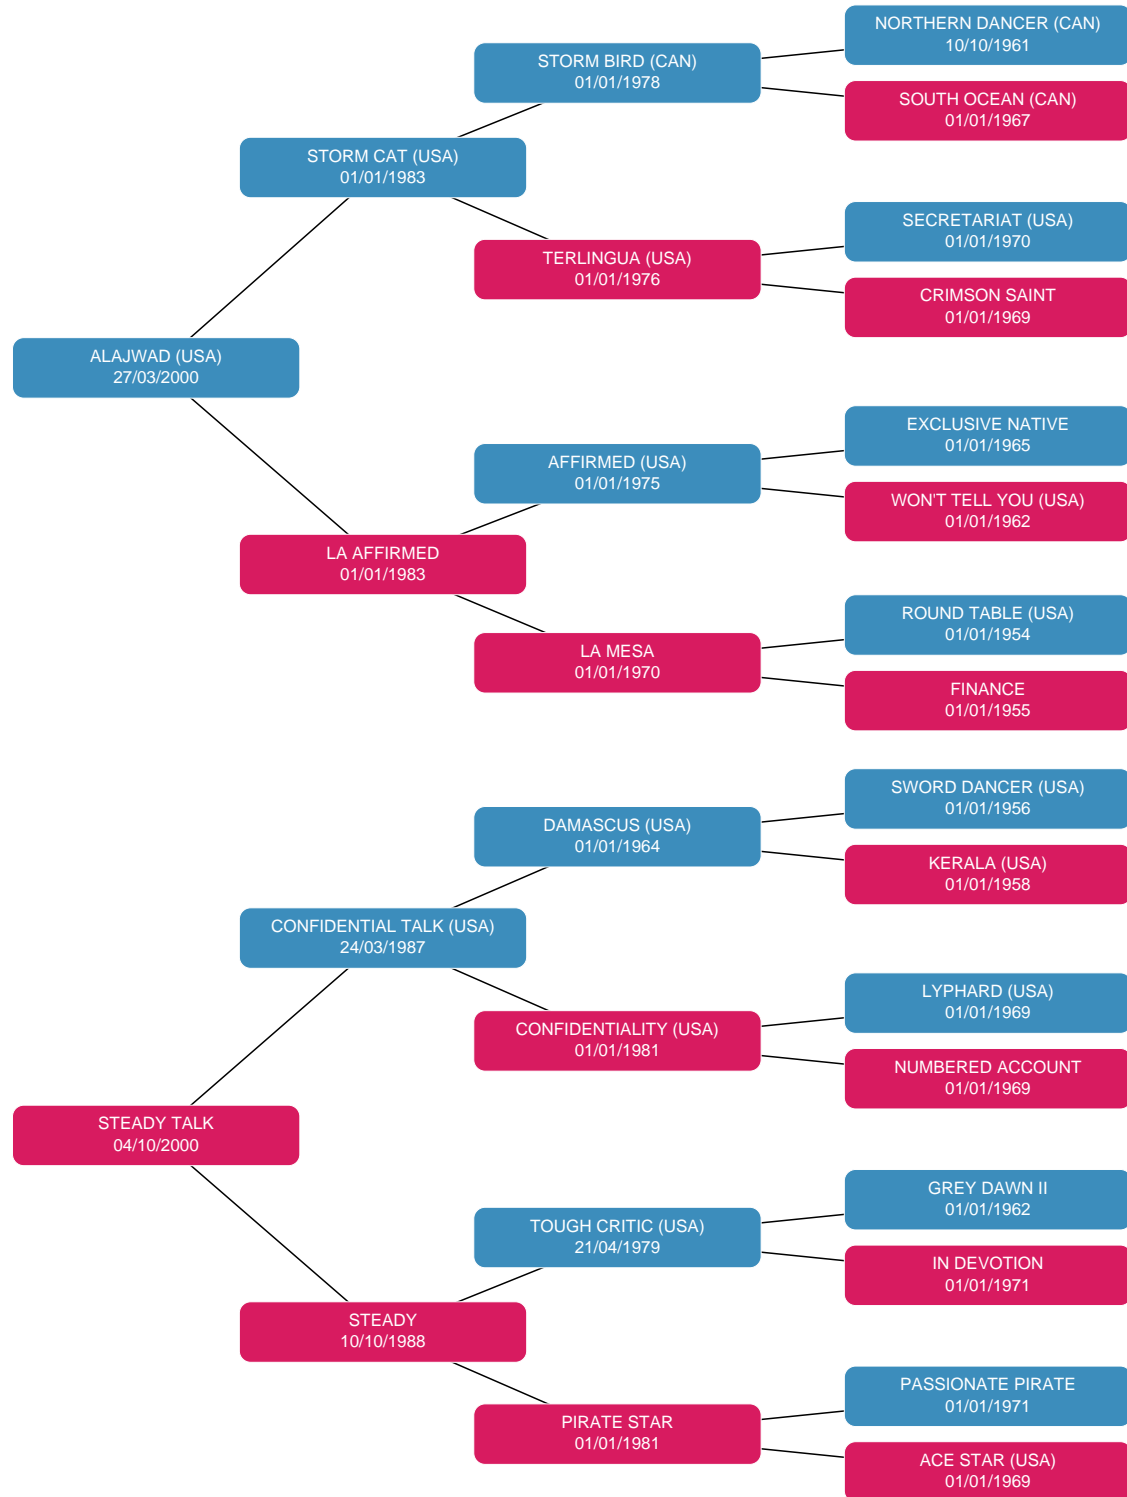 NORTHERN DANCER (CAN)
10/10/1961
STORM BIRD (CAN)
01/01/1978
SOUTH OCEAN (CAN)
01/01/1967
STORM CAT (USA)
01/01/1983
SECRETARIAT (USA)
01/01/1970
TERLINGUA (USA)
01/01/1976
CRIMSON SAINT
01/01/1969
ALAJWAD (USA)
27/03/2000
EXCLUSIVE NATIVE
01/01/1965
AFFIRMED (USA)
01/01/1975
WON'T TELL YOU (USA)
01/01/1962
LA AFFIRMED
01/01/1983
ROUND TABLE (USA)
01/01/1954
LA MESA
01/01/1970
FINANCE
01/01/1955
SWORD DANCER (USA)
01/01/1956
DAMASCUS (USA)
01/01/1964
KERALA (USA)
01/01/1958
CONFIDENTIAL TALK (USA)
24/03/1987
LYPHARD (USA)
01/01/1969
CONFIDENTIALITY (USA)
01/01/1981
NUMBERED ACCOUNT
01/01/1969
STEADY TALK
04/10/2000
GREY DAWN II
01/01/1962
TOUGH CRITIC (USA)
21/04/1979
IN DEVOTION
01/01/1971
STEADY
10/10/1988
PASSIONATE PIRATE
01/01/1971
PIRATE STAR
01/01/1981
ACE STAR (USA)
01/01/1969